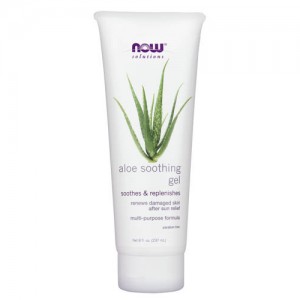 now
solutions
aloe soothing
gel
soothes & replenishes
renews damaged skin
after sun relief
multi-purpose formula